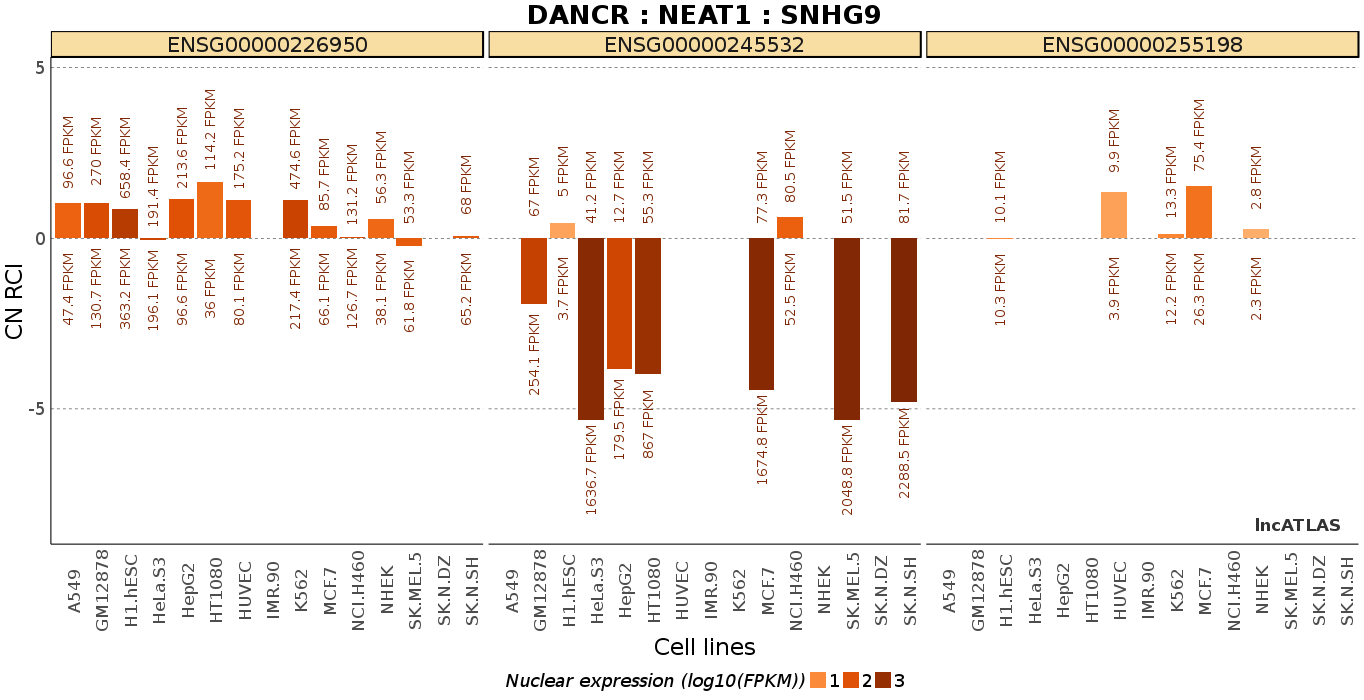 DANCR : NEAT1 : SNHG9
ENSG00000226950
ENSG00000245532
ENSG00000255198
CN RCI
5
0
-5
96.6 FPKM
270 FPKM
658.4 FPKM
191.4 FPKM
213.6 FPKM
114.2 FPKM
175.2 FPKM
474.6 FPKM
85.7 FPKM
131.2 FPKM
56.3 FPKM
53.3 FPKM
68 FPKM
47.4 FPKM
130.7 FPKM
363.2 FPKM
196.1 FPKM
96.6 FPKM
36 FPKM
80.1 FPKM
217.4 FPKM
66.1 FPKM
126.7 FPKM
38.1 FPKM
61.8 FPKM
65.2 FPKM
67 FPKM
5 FPKM
41.2 FPKM
12.7 FPKM
55.3 FPKM
77.3 FPKM
80.5 FPKM
51.5 FPKM
81.7 FPKM
254.1 FPKM
3.7 FPKM
1636.7 FPKM
179.5 FPKM
867 FPKM
1674.8 FPKM
52.5 FPKM
2048.8 FPKM
2288.5 FPKM
10.1 FPKM
9.9 FPKM
13.3 FPKM
75.4 FPKM
2.8 FPKM
10.3 FPKM
3.9 FPKM
12.2 FPKM
26.3 FPKM
2.3 FPKM
lncATLAS
A549
GM12878
H1.hESC
HeLa.S3
HepG2
HT1080
HUVEC
IMR.90
K562
MCF.7
NCI.H460
NHEK
SK.MEL.5
SK.N.DZ
SK.N.SH
A549
GM12878
H1.hESC
HeLa.S3
HepG2
HT1080
HUVEC
IMR.90
K562
MCF.7
NCI.H460
NHEK
SK.MEL.5
SK.N.DZ
SK.N.SH
A549
GM12878
H1.hESC
HeLa.S3
HepG2
HT1080
HUVEC
IMR.90
K562
MCF.7
NCI.H460
NHEK
SK.MEL.5
SK.N.DZ
SK.N.SH
Cell lines
Nuclear expression (log10(FPKM)) 1 2 3